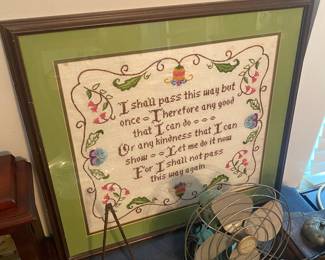 I shall pass this way but
once - Therefore any good
that I can do - - -
Or any kindness that I can
show - - Let me do it now
For I shall not pass
this way again